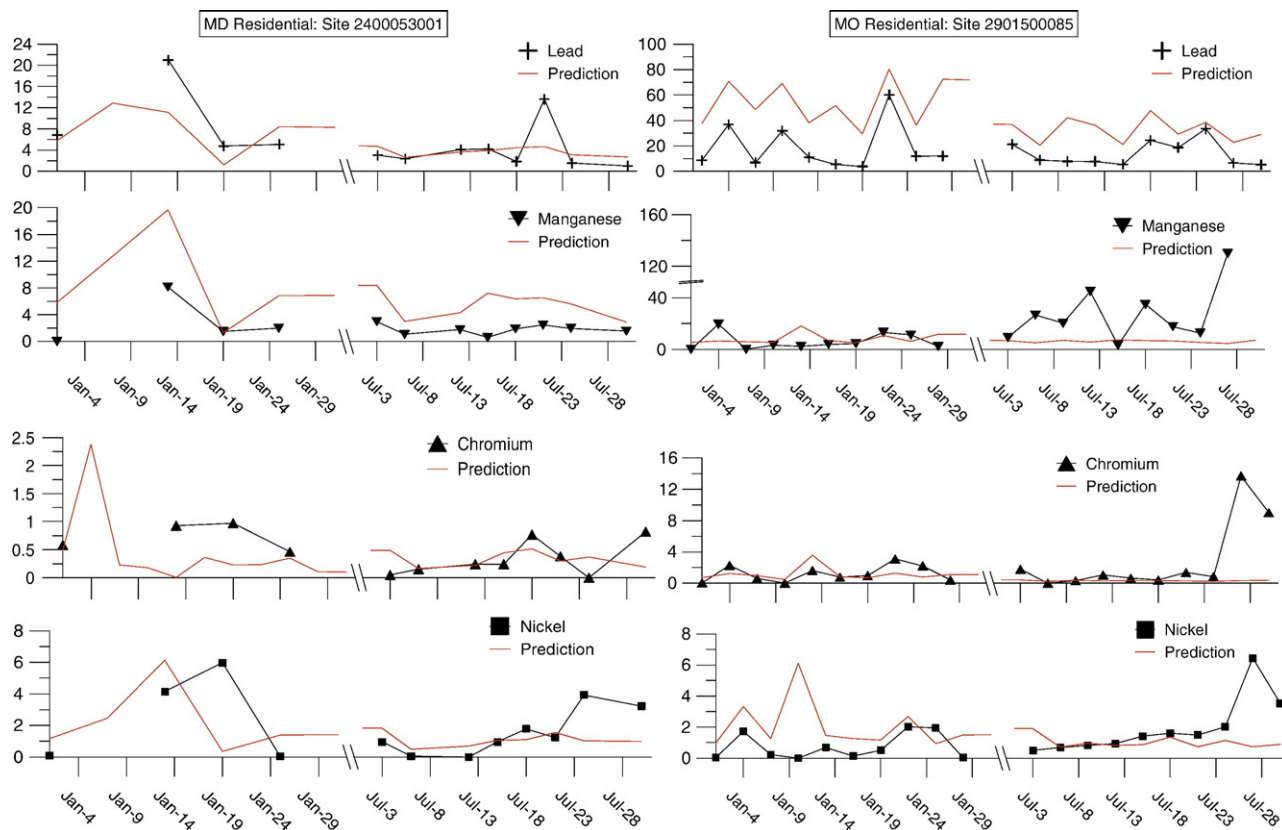 MD Residential: Site 2400053001
24
20
16
12
8
4
0
Lead
Prediction
20
16
12
8
4
0
Manganese
Prediction
Jan-4
Jan-9
Jan-14
Jan-19
Jan-24
Jan-29
Jul-3
Jul-8
Jul-13
Jul-18
Jul-23
Jul-28
2.5
2
1.5
1
0.5
0
Chromium
Prediction
8
6
4
2
0
Nickel
Prediction
Jan-4
Jan-9
Jan-14
Jan-19
Jan-24
Jan-29
Jul-3
Jul-8
Jul-13
Jul-18
Jul-23
Jul-28
MO Residential: Site 2901500085
100
80
60
40
20
0
Lead
Prediction
160
120
40
0
Manganese
Prediction
Jan-4
Jan-9
Jan-14
Jan-19
Jan-24
Jan-29
Jul-3
Jul-8
Jul-13
Jul-18
Jul-23
Jul-28
16
12
8
4
0
Chromium
Prediction
8
6
4
2
0
Nickel
Prediction
Jan-4
Jan-9
Jan-14
Jan-19
Jan-24
Jan-29
Jul-3
Jul-8
Jul-13
Jul-18
Jul-23
Jul-28